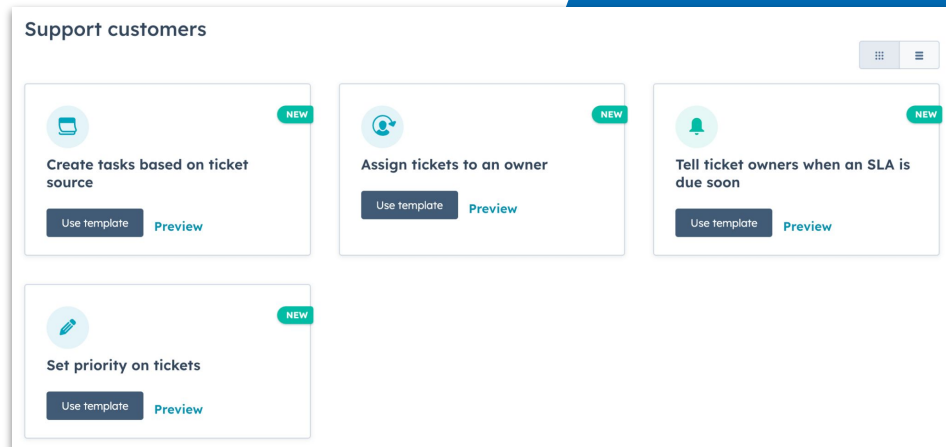 Support customers
NEW
Create tasks based on ticket
source
Use template
Preview
NEW
Assign tickets to an owner
Use template
Preview
NEW
Tell ticket owners when an SLA is
due soon
Use template
Preview
NEW
Set priority on tickets
Use template
Preview